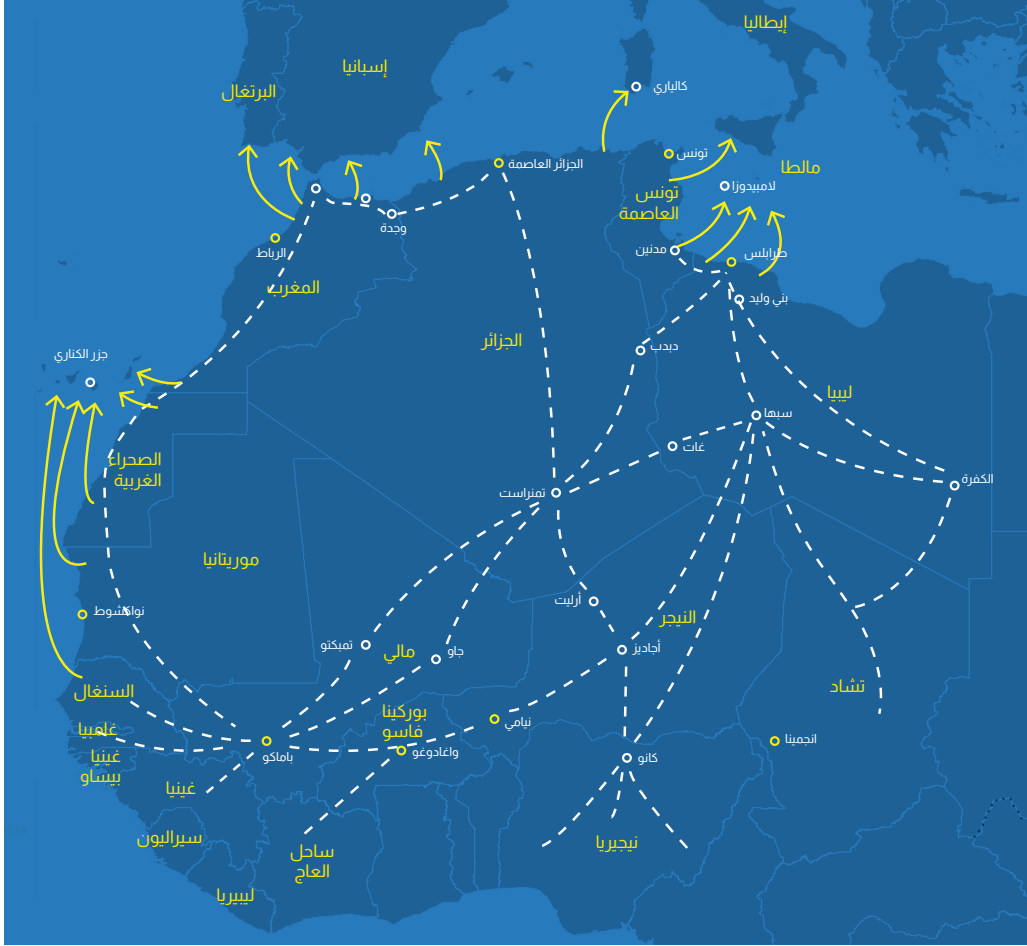 إيطاليا
إسبانيا
البرتغال
كالياري
تونس
الجزائر العاصمة
مالطا
لامبيدوزا
تونس
العاصمة
وجدة
الرباط
مدنين
طرابلس
المغرب
بني وليد
الجزائر
دبدب
جزر الكناري
ليبيا
سبها
غات
الصحراء
الغربية
الكفرة
تمنراست
موريتانيا
أرليت
نواكشوط
النيجر
تمبكتو
مالي
جاو
أجاديز
السنغال
تشاد
بوركينا
فاسو
نيامي
غامبيا
باماكو
واغادوغو
انجمينا
غينيا
بيساو
كانو
غينيا
سيراليون
نيجيريا
ساحل
العاج
ليبيريا